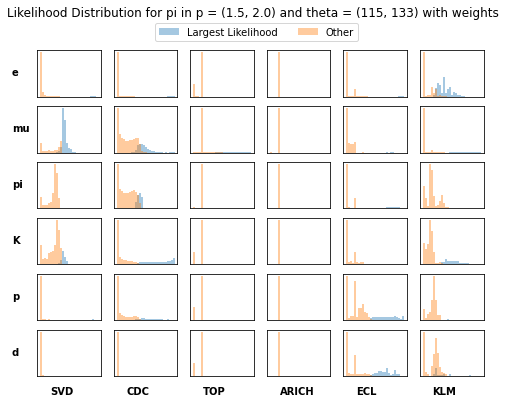 Likelihood Distribution for pi in p = (1.5, 2.0) and theta = (115, 133) with weights
Largest Likelihood Other
e
mu
pi
K
p
d
SVD CDC TOP ARICH ECL KLM